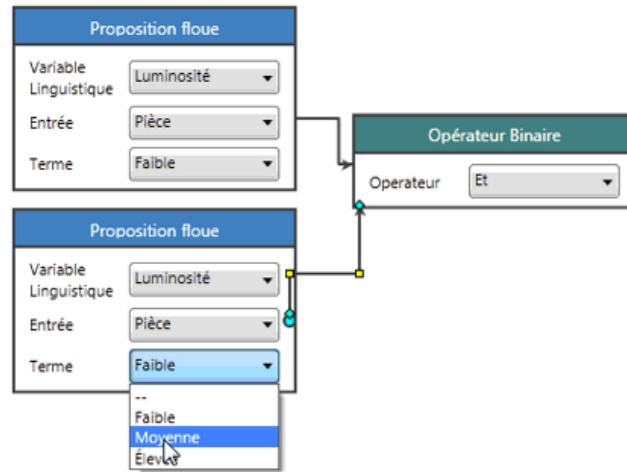 Proposition floue
Variable
Linguistique
Luminosité
Entrée
Pièce
Terme
Faible
Opérateur Binaire
Operateur
Et
Proposition floue
Variable
Linguistique
Luminosité
Entrée
Pièce
Terme
Faible
--
Faible
Moyenne